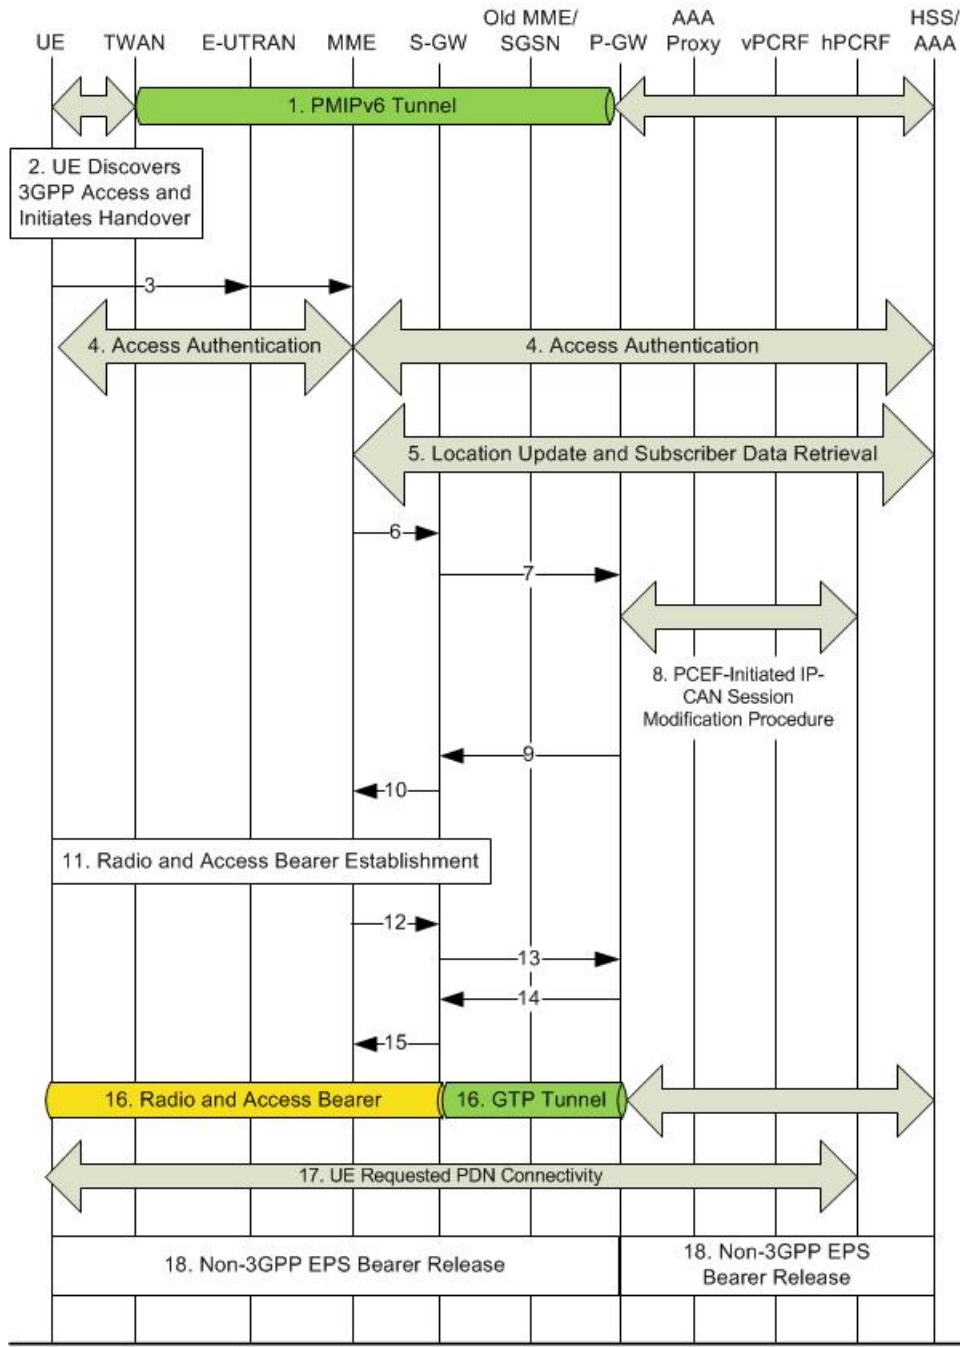 Old MME/ AAA HSS/
UE TWAN E-UTRAN MME S-GW SGSN P-GW Proxy vPCRF hPCRF AAA
1. PMIPv6 Tunnel
2. UE Discovers
3GPP Access and
Initiates Handover
3
4. Access Authentication 4. Access Authentication
5. Location Update and Subscriber Data Retrieval
6
7
8. PCEF-Initiated IP-
CAN Session
Modification Procedure
9
10
11. Radio and Access Bearer Establishment
12
13
14
15
16. Radio and Access Bearer 16. GTP Tunnel
17. UE Requested PDN Connectivity
18. Non-3GPP EPS Bearer Release
18. Non-3GPP EPS
Bearer Release